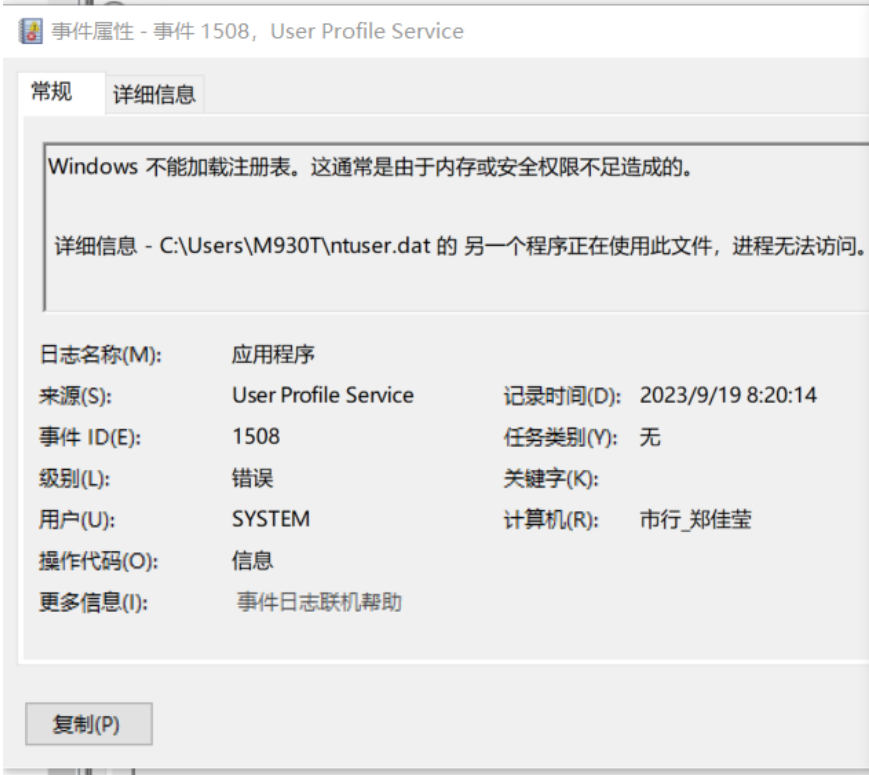 事件属性 - 事件 1508，User Profile Service
常规 详细信息
Windows 不能加载注册表。这通常是由于内存或安全权限不足造成的。
详细信息 - C:\Users\M930T\ntuser.dat 的 另一个程序正在使用此文件，进程无法访问。
日志名称(M): 应用程序
来源(S): User Profile Service 记录时间(D): 2023/9/19 8:20:14
事件 ID(E): 1508 任务类别(Y): 无
级别(L): 错误 关键字(K):
用户(U): SYSTEM 计算机(R): 市行_郑佳莹
操作代码(O): 信息
更多信息(I): 事件日志联机帮助
复制(P)